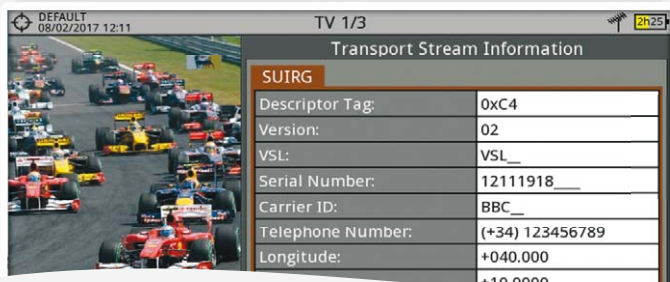 DEFAULT
08/02/2017 12:11
TV 1/3
2h25
Transport Stream Information
SUIRG
Descriptor Tag: 0xC4
Version: 02
VSL: VSL__
Serial Number: 12111918___
Carrier ID: BBC__
Telephone Number: (+34) 123456789
Longitude: +040.000